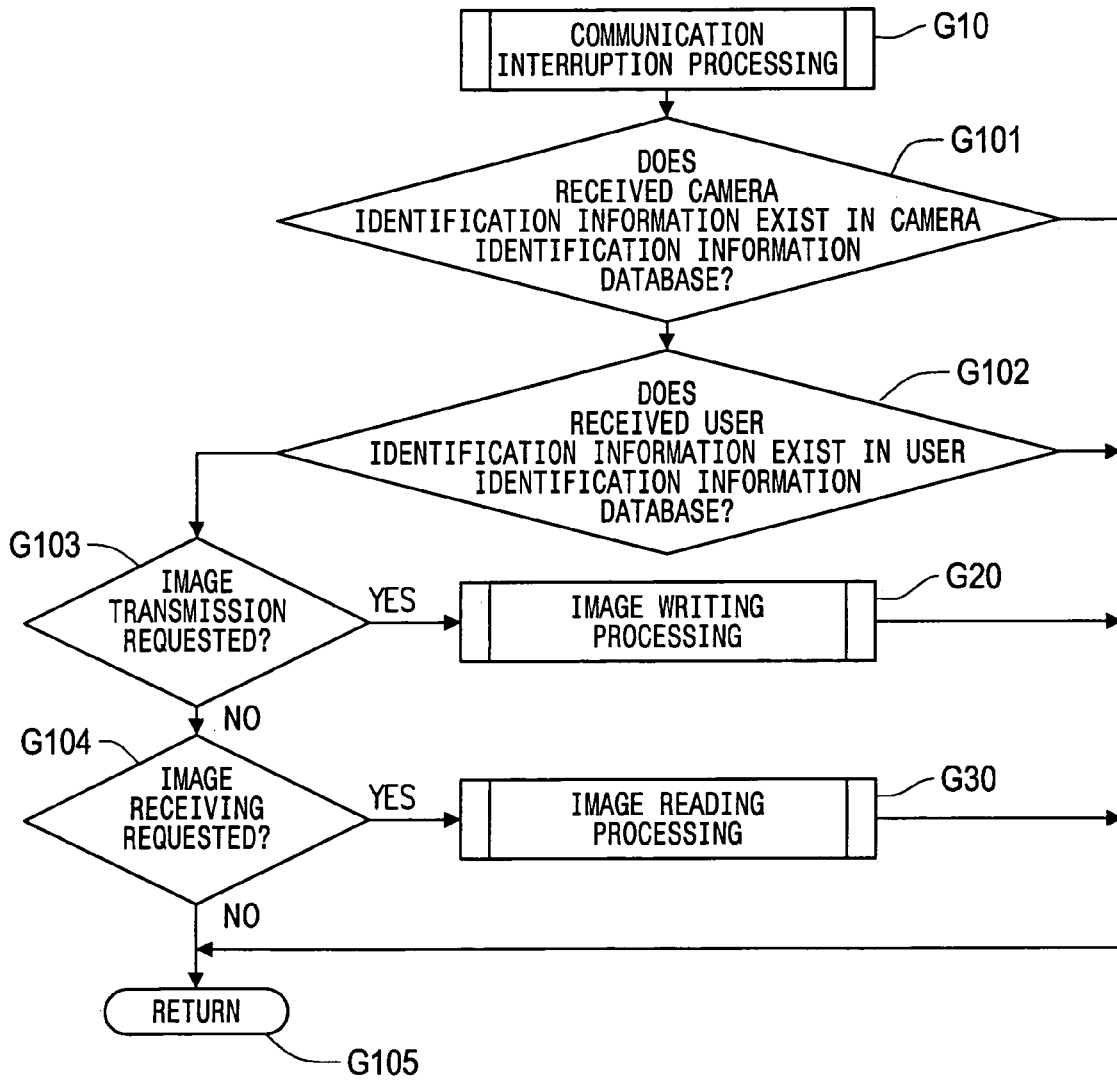 COMMUNICATION
INTERRUPTION PROCESSING
G10
G101
DOES
RECEIVED CAMERA
IDENTIFICATION INFORMATION EXIST IN CAMERA
IDENTIFICATION INFORMATION
DATABASE?
G102
DOES
RECEIVED USER
IDENTIFICATION INFORMATION EXIST IN USER
IDENTIFICATION INFORMATION
DATABASE?
G103
IMAGE
TRANSMISSION
REQUESTED?
YES
IMAGE WRITING
PROCESSING
G20
NO
G104
IMAGE
RECEIVING
REQUESTED?
YES
IMAGE READING
PROCESSING
G30
NO
RETURN
G105